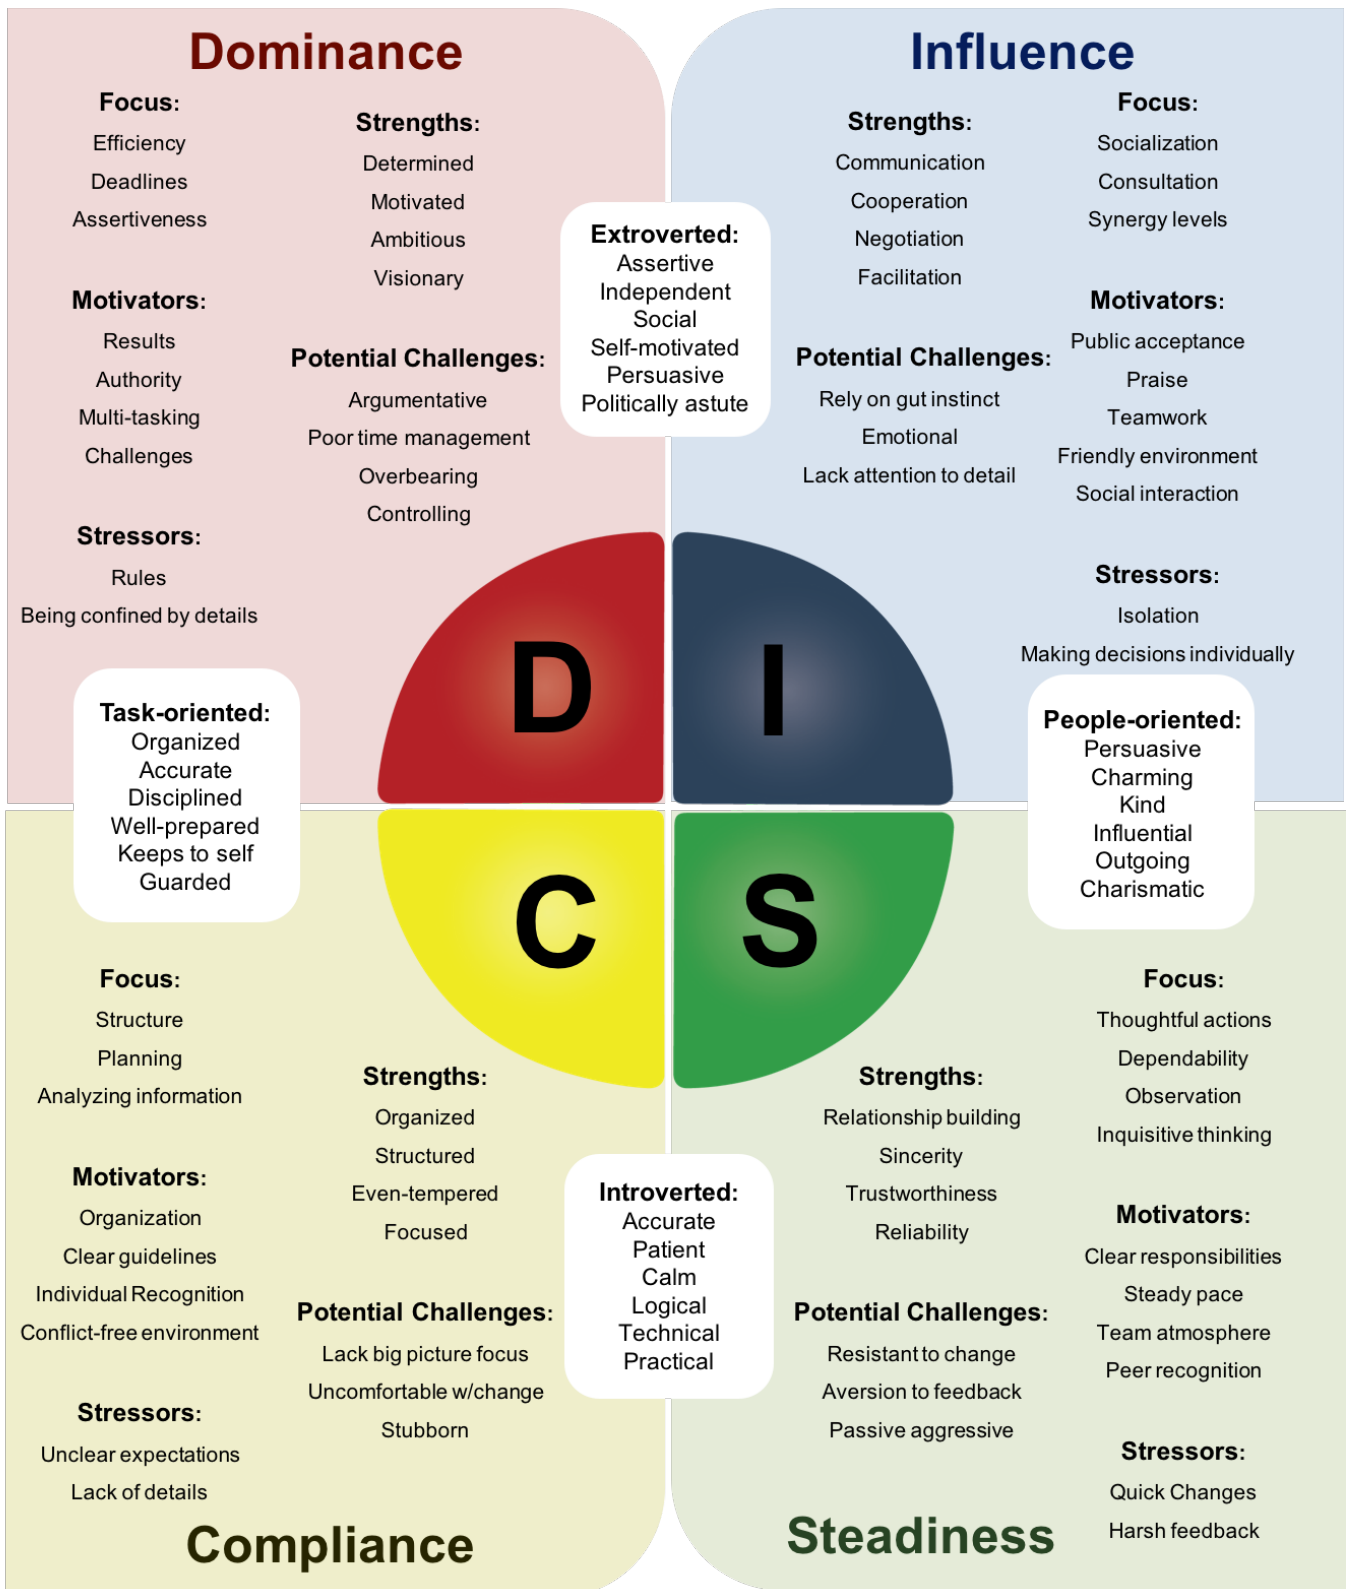 Dominance
Focus:
Efficiency
Deadlines
Assertiveness
Motivators:
Results
Authority
Multi-tasking
Challenges
Stressors:
Rules
Being confined by details
Strengths:
Determined
Motivated
Ambitious
Visionary
Potential Challenges:
Argumentative
Poor time management
Overbearing
Controlling
Extroverted:
Assertive
Independent
Social
Self-motivated
Persuasive
Politically astute
Influence
Strengths:
Communication
Cooperation
Negotiation
Facilitation
Potential Challenges:
Rely on gut instinct
Emotional
Lack attention to detail
Focus:
Socialization
Consultation
Synergy levels
Motivators:
Public acceptance
Praise
Teamwork
Friendly environment
Social interaction
Stressors:
Isolation
Making decisions individually
D
I
C
S
Task-oriented:
Organized
Accurate
Disciplined
Well-prepared
Keeps to self
Guarded
People-oriented:
Persuasive
Charming
Kind
Influential
Outgoing
Charismatic
Focus:
Structure
Planning
Analyzing information
Motivators:
Organization
Clear guidelines
Individual Recognition
Conflict-free environment
Stressors:
Unclear expectations
Lack of details
Strengths:
Organized
Structured
Even-tempered
Focused
Potential Challenges:
Lack big picture focus
Uncomfortable w/change
Stubborn
Compliance
Introverted:
Accurate
Patient
Calm
Logical
Technical
Practical
Strengths:
Relationship building
Sincerity
Trustworthiness
Reliability
Potential Challenges:
Resistant to change
Aversion to feedback
Passive aggressive
Focus:
Thoughtful actions
Dependability
Observation
Inquisitive thinking
Motivators:
Clear responsibilities
Steady pace
Team atmosphere
Peer recognition
Stressors:
Quick Changes
Harsh feedback
Steadiness